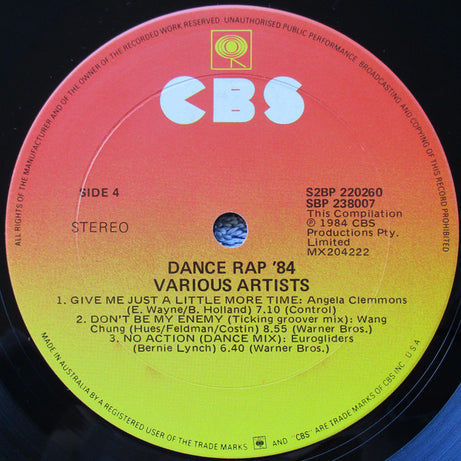 ALL RIGHTS OF THE MANUFACTURER AND OF THE OWNER OF THE RECORDED WORK RESERVED. UNAUTHORISED PUBLIC PERFORMANCE, BROADCASTING AND COPYING OF THIS RECORD PROHIBITED
CBS
SIDE 4
S2BP 220260
SBP 238007
This Compilation
STEREO
℗ 1984 CBS
Productions Pty.
Limited
MX204222
DANCE RAP '84
VARIOUS ARTISTS
1. GIVE ME JUST A LITTLE MORE TIME: Angela Clemmons
(E. Wayne/B. Holland) 7.10 (Control)
2. DON'T BE MY ENEMY (Ticking groover mix): Wang
Chung (Hues/Feldman/Costin) 8.55 (Warner Bros.)
3. NO ACTION (DANCE MIX): Eurogliders
(Bernie Lynch) 6.40 (Warner Bros.)
MADE IN AUSTRALIA BY A REGISTERED USER OF THE TRADE MARKS AND "CBS" ARE TRADE MARKS OF CBS INC. U S A